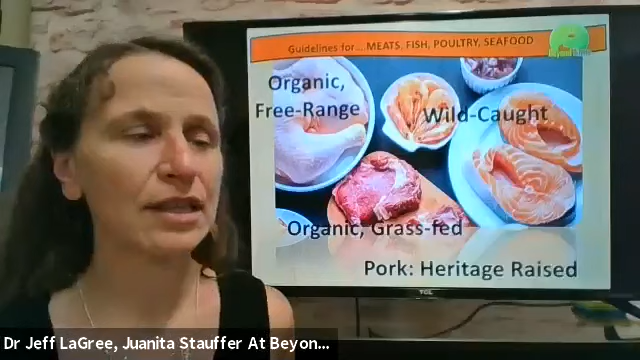 Guidelines for... MEATS, FISH, POULTRY, SEAFOOD
Organic,
Free-Range
Wild-Caught
Organic, Grass-fed
Pork: Heritage Raised
TCL
Dr Jeff LaGree, Juanita Stauffer At Beyon...